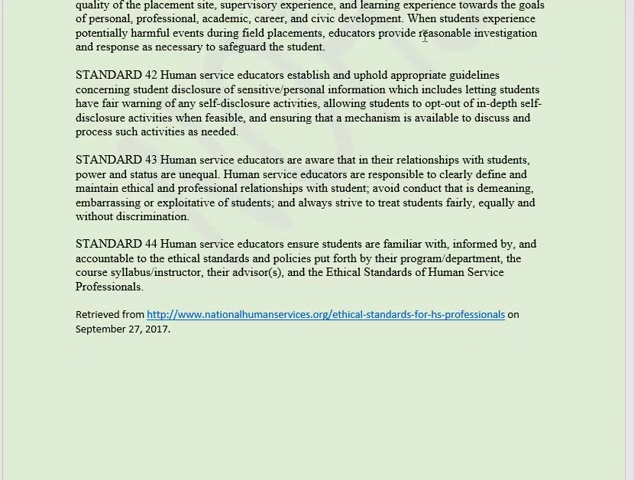 quality of the placement site, supervisory experience, and learning experience towards the goals
of personal, professional, academic, career, and civic development. When students experience
potentially harmful events during field placements, educators provide reasonable investigation
and response as necessary to safeguard the student.
STANDARD 42 Human service educators establish and uphold appropriate guidelines
concerning student disclosure of sensitive/personal information which includes letting students
have fair warning of any self-disclosure activities, allowing students to opt-out of in-depth self-
disclosure activities when feasible, and ensuring that a mechanism is available to discuss and
process such activities as needed.
STANDARD 43 Human service educators are aware that in their relationships with students,
power and status are unequal. Human service educators are responsible to clearly define and
maintain ethical and professional relationships with student; avoid conduct that is demeaning,
embarrassing or exploitative of students; and always strive to treat students fairly, equally and
without discrimination.
STANDARD 44 Human service educators ensure students are familiar with, informed by, and
accountable to the ethical standards and policies put forth by their program/department, the
course syllabus/instructor, their advisor(s), and the Ethical Standards of Human Service
Professionals.
Retrieved from http://www.nationalhumanservices.org/ethical-standards-for-hs-professionals on
September 27, 2017.